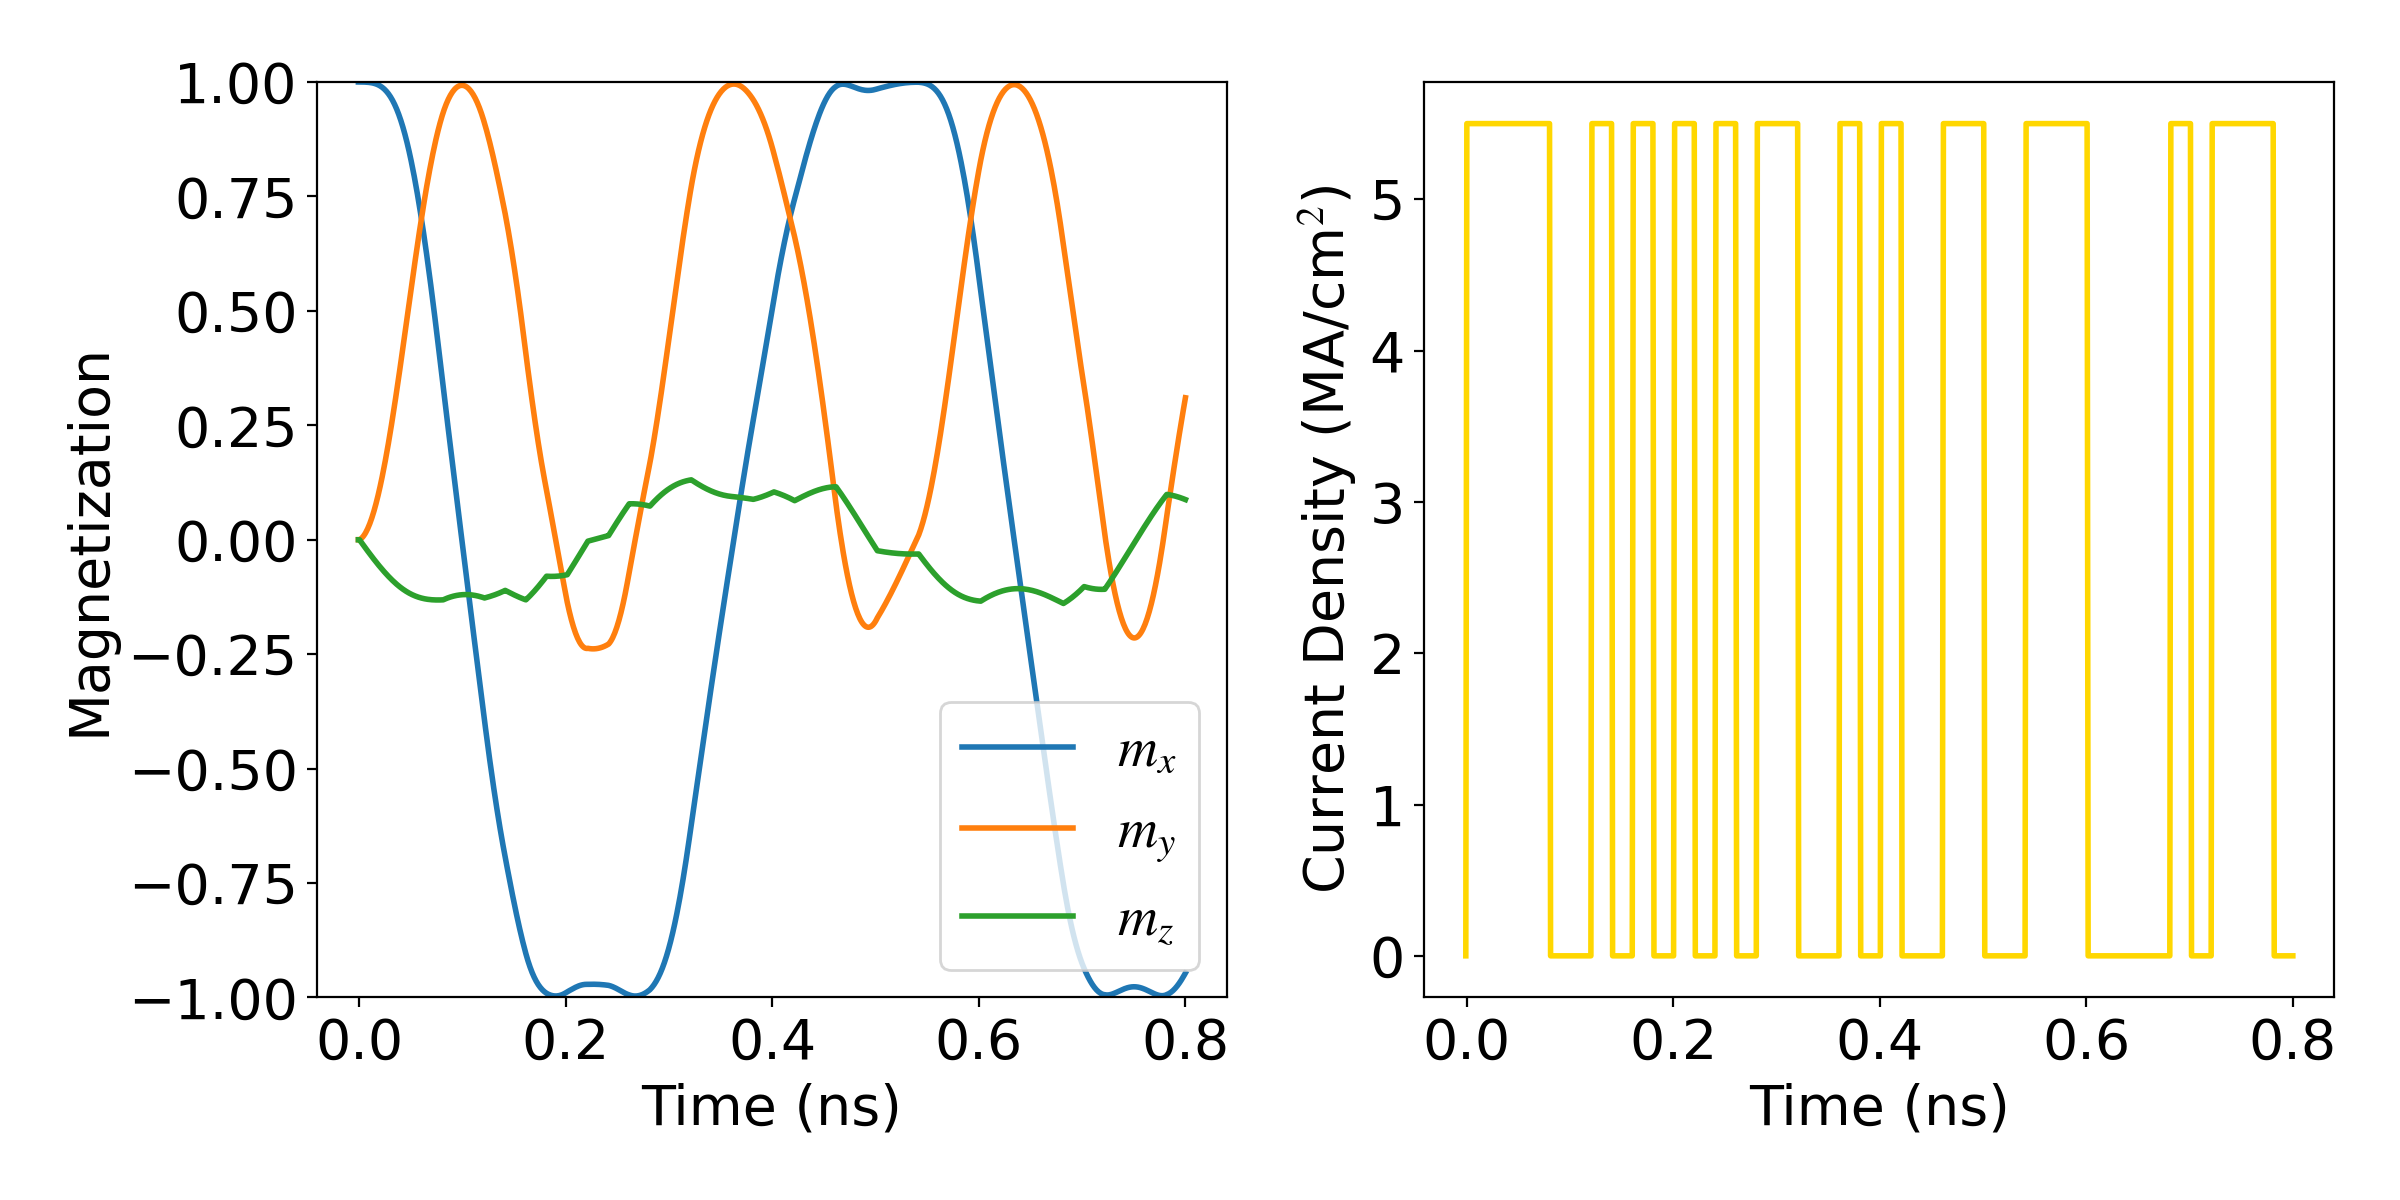 Magnetization
1.00
0.75
0.50
0.25
0.00
−0.25
−0.50
−0.75
−1.00
0.0 0.2 0.4 0.6 0.8
Time (ns)
m_x
m_y
m_z
Current Density (MA/cm²)
5
4
3
2
1
0
0.0 0.2 0.4 0.6 0.8
Time (ns)